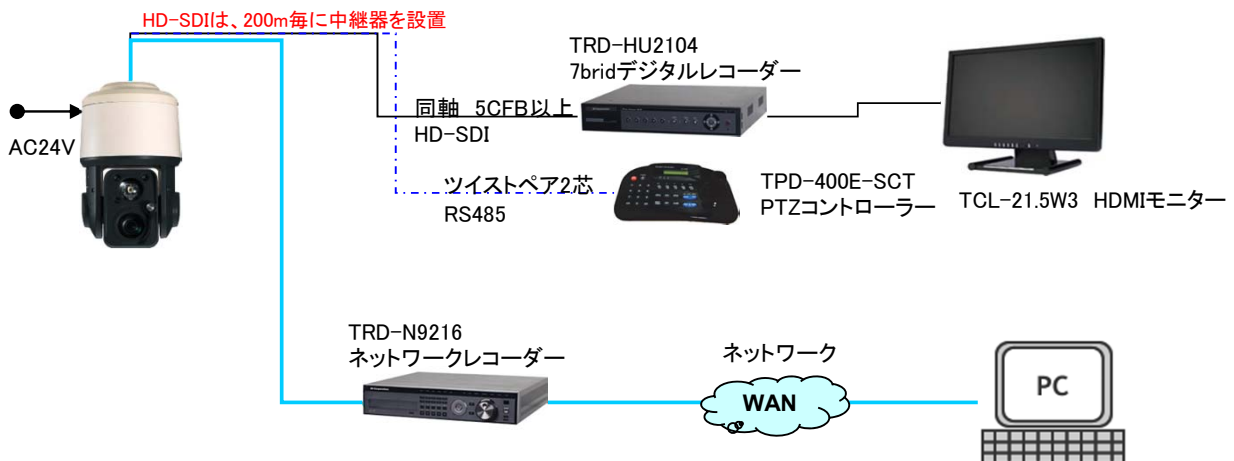 HD-SDIは、200m毎に中継器を設置
TRD-HU2104
7bridデジタルレコーダー
同軸 5CFB以上
HD-SDI
AC24V
ツイストペア2芯
RS485
TPD-400E-SCT
PTZコントローラー
TCL-21.5W3 HDMIモニター
TRD-N9216
ネットワークレコーダー
ネットワーク
WAN
PC